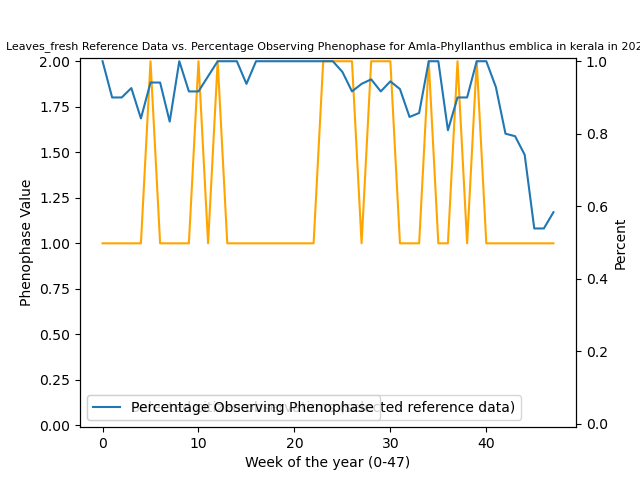 Leaves_fresh Reference Data vs. Percentage Observing Phenophase for Amla-Phyllanthus emblica in kerala in 202
2.00
1.75
1.50
1.25
1.00
0.75
0.50
0.25
0.00
Phenophase Value
1.0
0.8
0.6
0.4
0.2
0.0
Percent
Percentage Observing Phenophase ted reference data)
0 10 20 30 40
Week of the year (0-47)